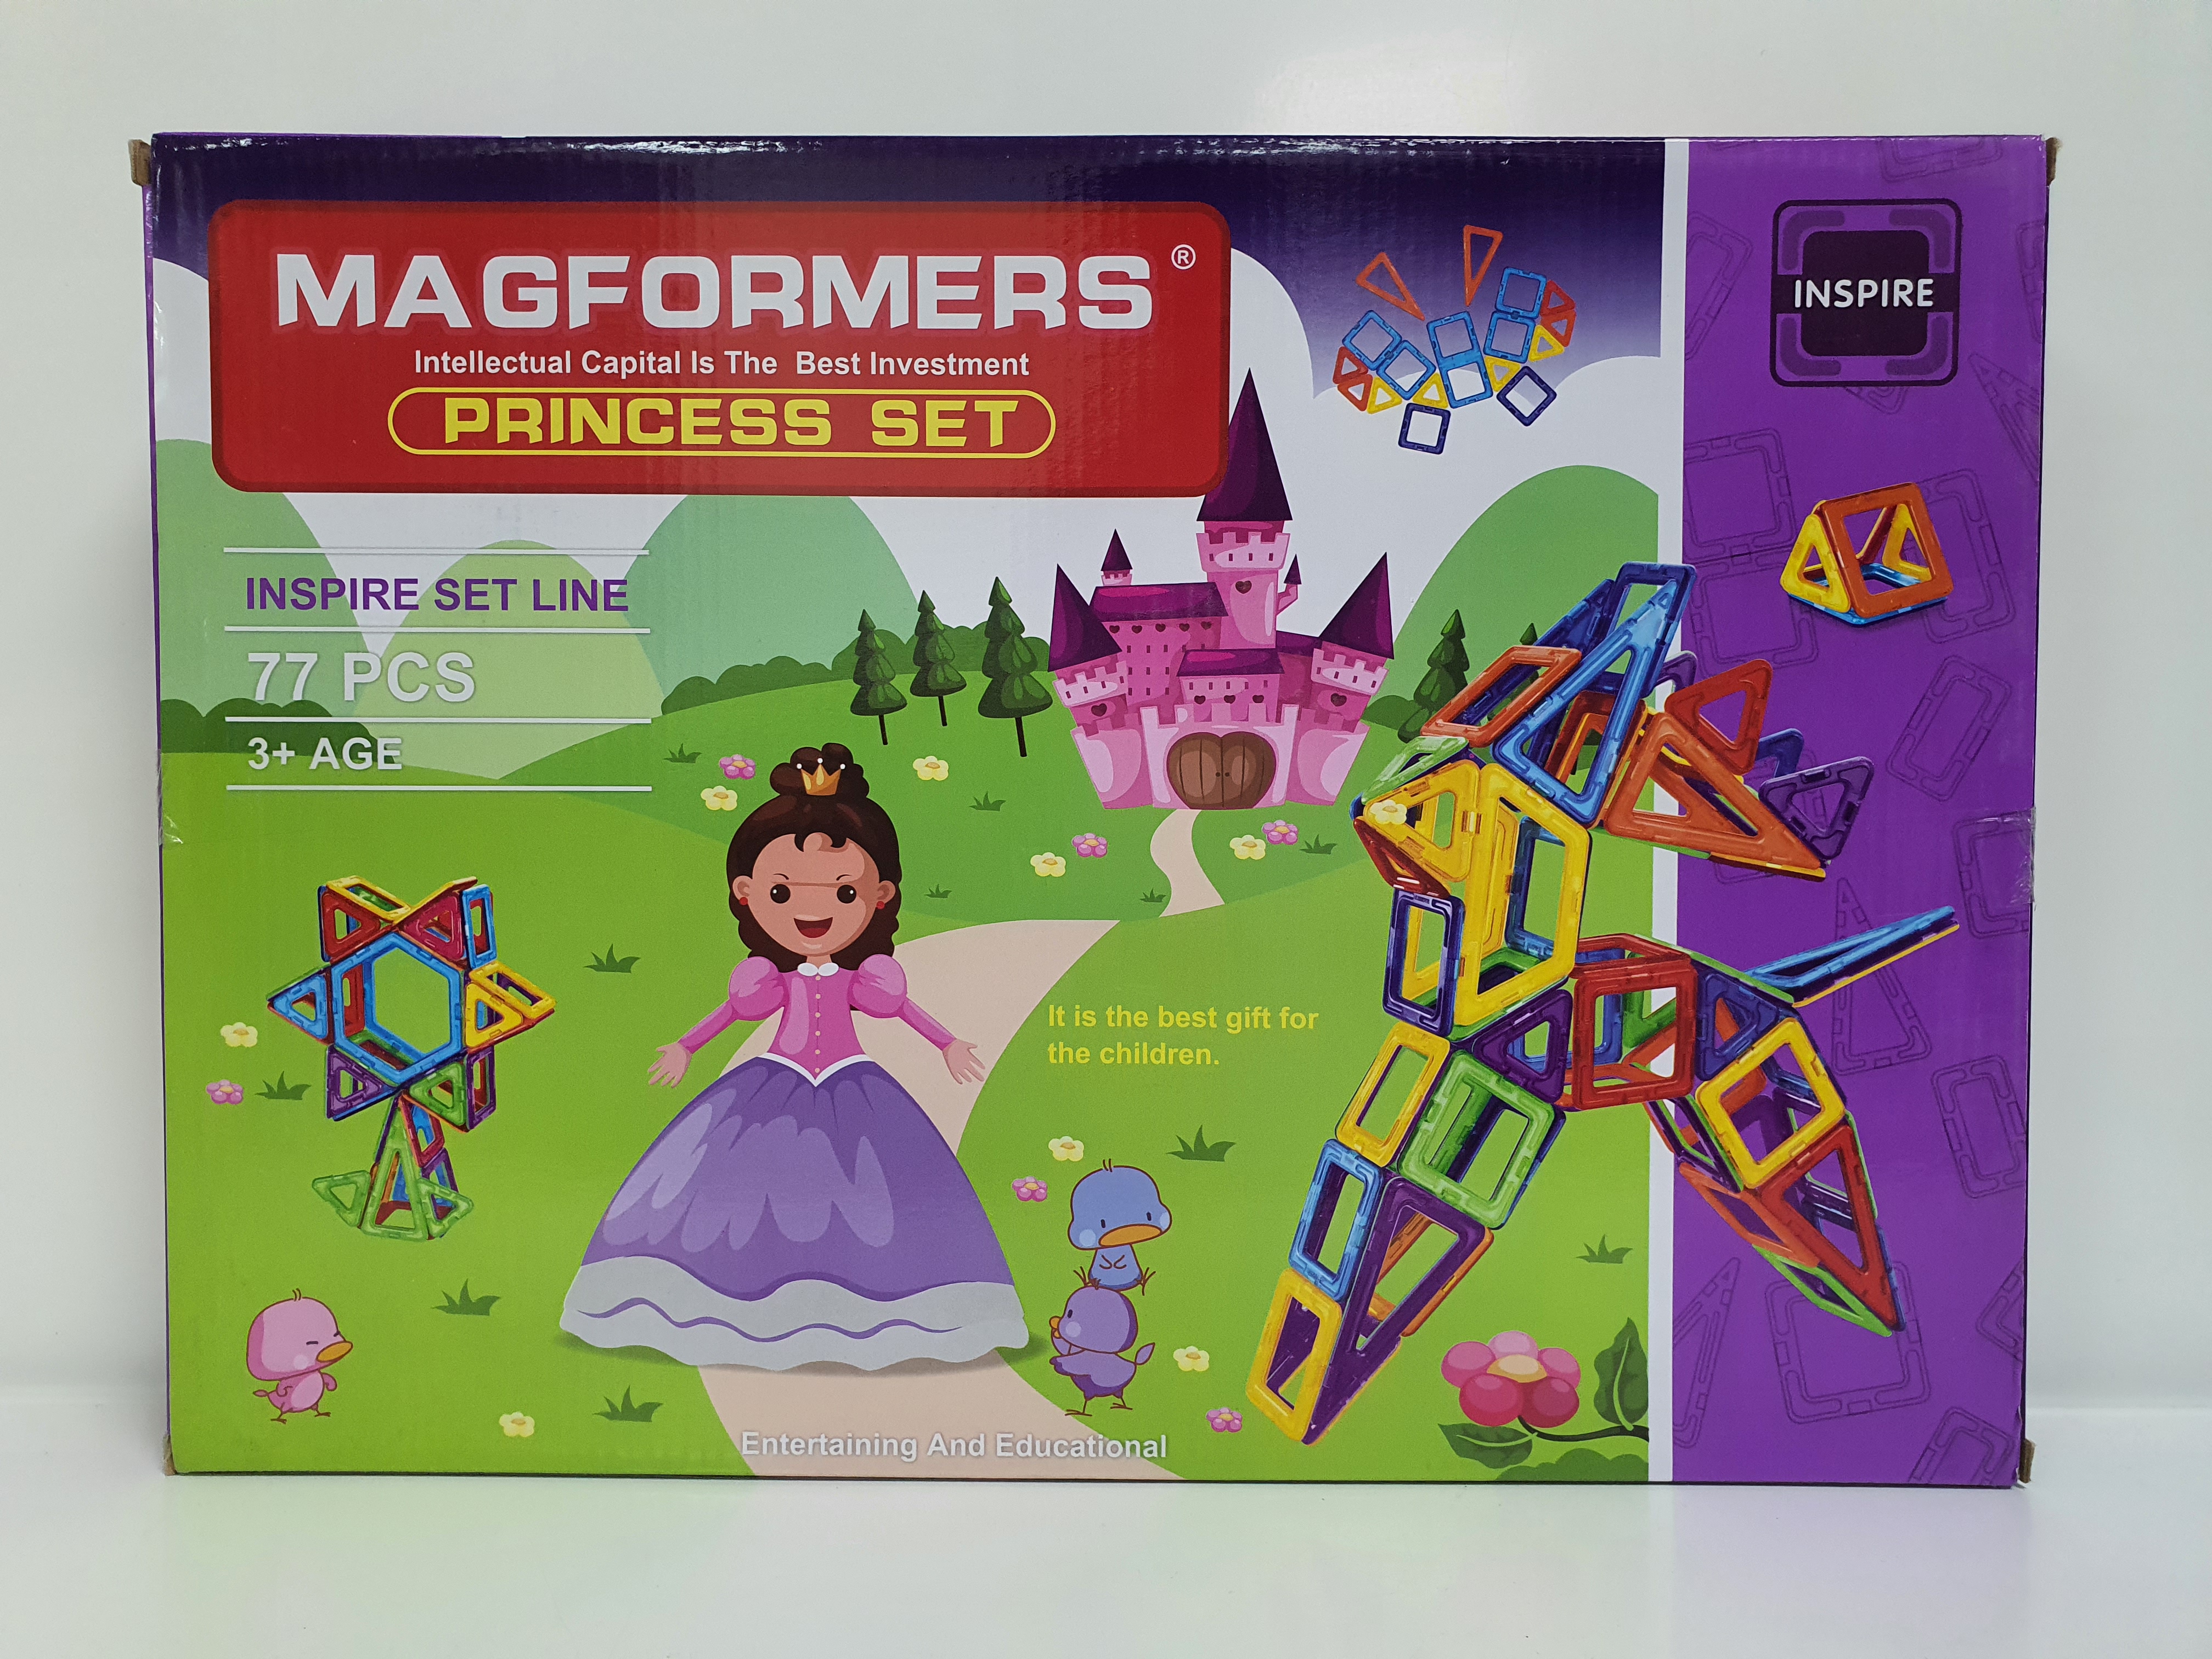 MAGFORMERS ®
Intellectual Capital Is The Best Investment
PRINCESS SET
INSPIRE
INSPIRE SET LINE
77 PCS
3+ AGE
It is the best gift for
the children.
Entertaining And Educational